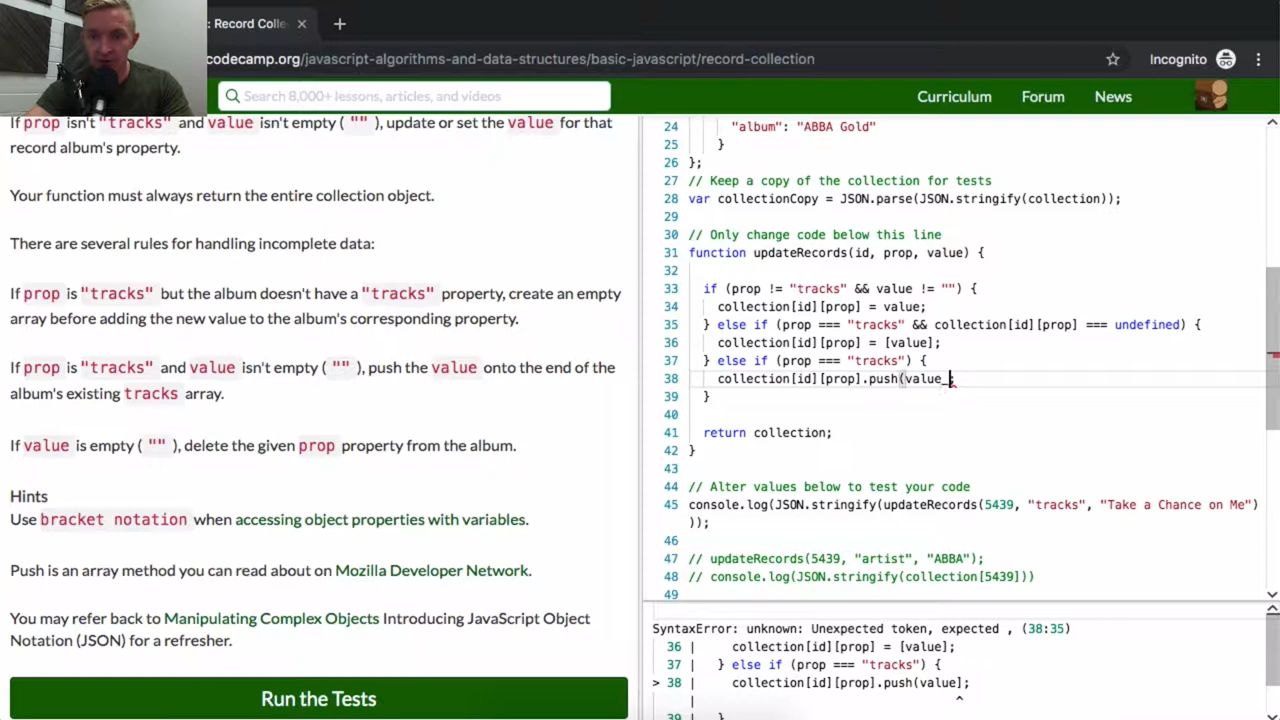 : Record Colle
codecamp.org/javascript-algorithms-and-data-structures/basic-javascript/record-collection
Incognito
Search 8,000+ lessons, articles, and videos
Curriculum Forum News
If prop isn't "tracks" and value isn't empty ( "" ), update or set the value for that
record album's property.
Your function must always return the entire collection object.
There are several rules for handling incomplete data:
If prop is "tracks" but the album doesn't have a "tracks" property, create an empty
array before adding the new value to the album's corresponding property.
If prop is "tracks" and value isn't empty ( "" ), push the value onto the end of the
album's existing tracks array.
If value is empty ( "" ), delete the given prop property from the album.
Hints
Use bracket notation when accessing object properties with variables.
Push is an array method you can read about on Mozilla Developer Network.
You may refer back to Manipulating Complex Objects Introducing JavaScript Object
Notation (JSON) for a refresher.
Run the Tests
24 "album": "ABBA Gold"
25 }
26 };
27 // Keep a copy of the collection for tests
28 var collectionCopy = JSON.parse(JSON.stringify(collection));
29
30 // Only change code below this line
31 function updateRecords(id, prop, value) {
32
33 if (prop != "tracks" && value != "") {
34 collection[id][prop] = value;
35 } else if (prop === "tracks" && collection[id][prop] === undefined) {
36 collection[id][prop] = [value];
37 } else if (prop === "tracks") {
38 collection[id][prop].push(value_;
39 }
40
41 return collection;
42 }
43
44 // Alter values below to test your code
45 console.log(JSON.stringify(updateRecords(5439, "tracks", "Take a Chance on Me")
));
46
47 // updateRecords(5439, "artist", "ABBA");
48 // console.log(JSON.stringify(collection[5439]))
49
SyntaxError: unknown: Unexpected token, expected , (38:35)
36 | collection[id][prop] = [value];
37 | } else if (prop === "tracks") {
> 38 | collection[id][prop].push(value];
| ^
39 | }